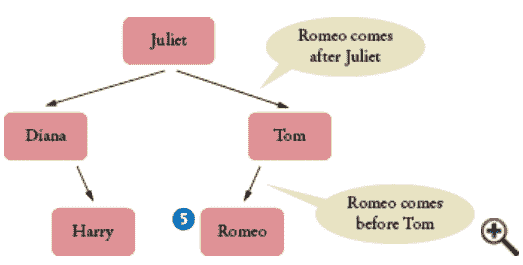 Juliet
Romeo comes
after Juliet
Diana
Tom
Harry
5
Romeo
Romeo comes
before Tom